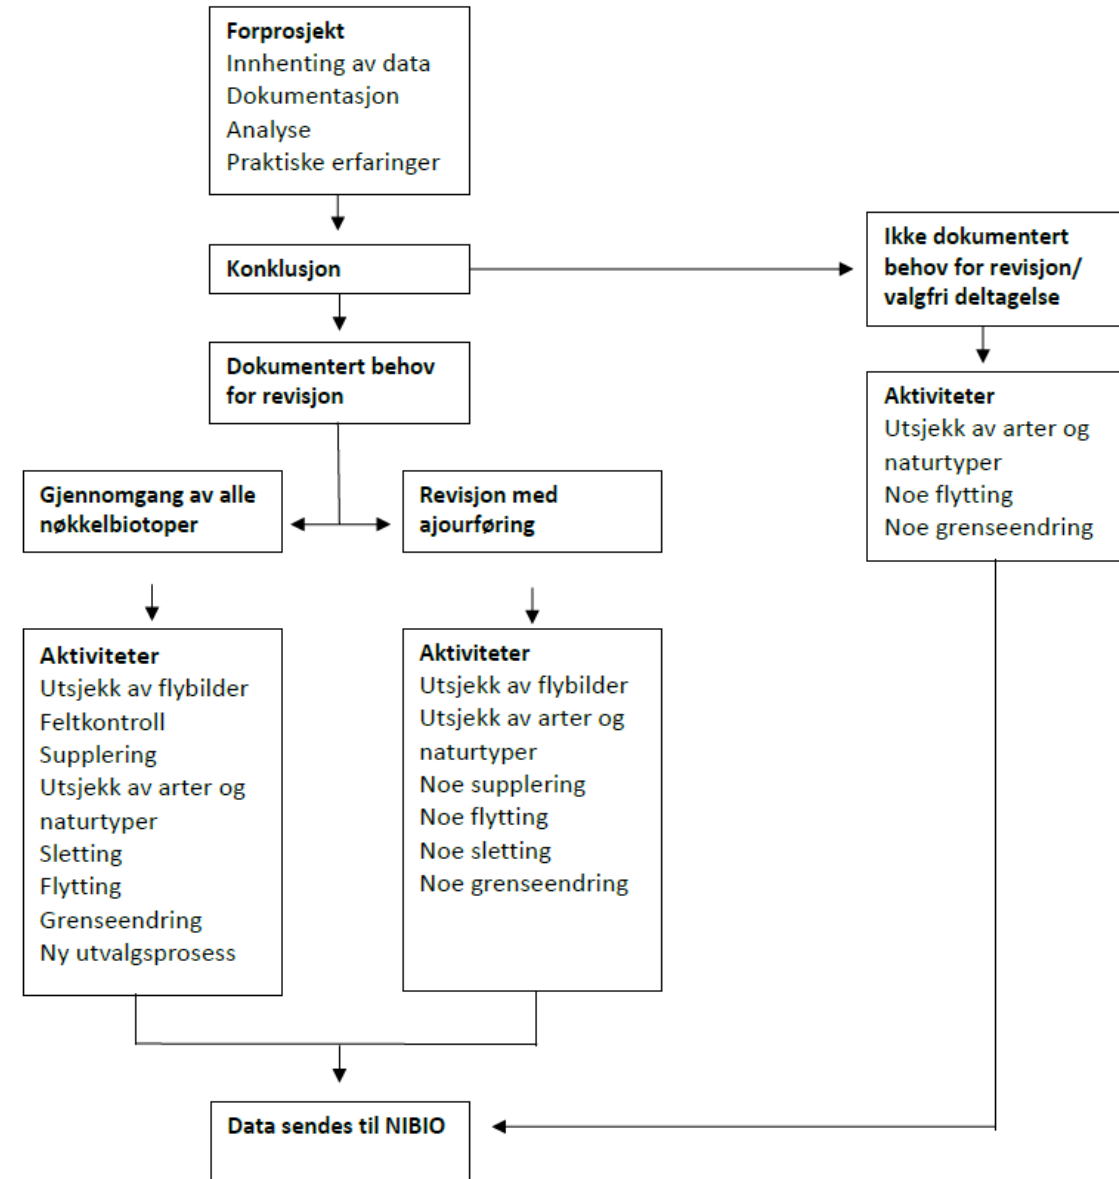 Forprosjekt
Innhenting av data
Dokumentasjon
Analyse
Praktiske erfaringer
Konklusjon
Ikke dokumentert
behov for revisjon/
valgfri deltagelse
Dokumentert behov
for revisjon
Aktiviteter
Utsjekk av arter og
naturtyper
Noe flytting
Noe grenseendring
Gjennomgang av alle
nøkkelbiotoper
Revisjon med
ajourføring
Aktiviteter
Utsjekk av flybilder
Feltkontroll
Supplering
Utsjekk av arter og
naturtyper
Sletting
Flytting
Grenseendring
Ny utvalgsprosess
Aktiviteter
Utsjekk av flybilder
Utsjekk av arter og
naturtyper
Noe supplering
Noe flytting
Noe sletting
Noe grenseendring
Data sendes til NIBIO